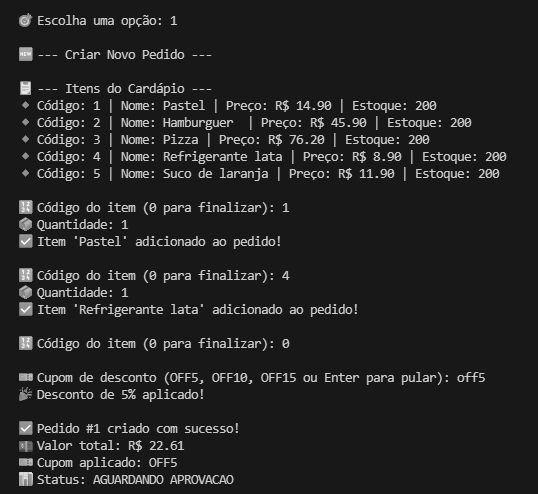 🎯 Escolha uma opção: 1
🆕 --- Criar Novo Pedido ---
📋 --- Itens do Cardápio ---
🔸 Código: 1 | Nome: Pastel | Preço: R$ 14.90 | Estoque: 200
🔸 Código: 2 | Nome: Hamburguer  | Preço: R$ 45.90 | Estoque: 200
🔸 Código: 3 | Nome: Pizza | Preço: R$ 76.20 | Estoque: 200
🔸 Código: 4 | Nome: Refrigerante lata | Preço: R$ 8.90 | Estoque: 200
🔸 Código: 5 | Nome: Suco de laranja | Preço: R$ 11.90 | Estoque: 200
🔢 Código do item (0 para finalizar): 1
📦 Quantidade: 1
✅ Item 'Pastel' adicionado ao pedido!
🔢 Código do item (0 para finalizar): 4
📦 Quantidade: 1
✅ Item 'Refrigerante lata' adicionado ao pedido!
🔢 Código do item (0 para finalizar): 0
🎟 Cupom de desconto (OFF5, OFF10, OFF15 ou Enter para pular): off5
🎉 Desconto de 5% aplicado!
✅ Pedido #1 criado com sucesso!
💵 Valor total: R$ 22.61
🎟 Cupom aplicado: OFF5
📊 Status: AGUARDANDO APROVACAO